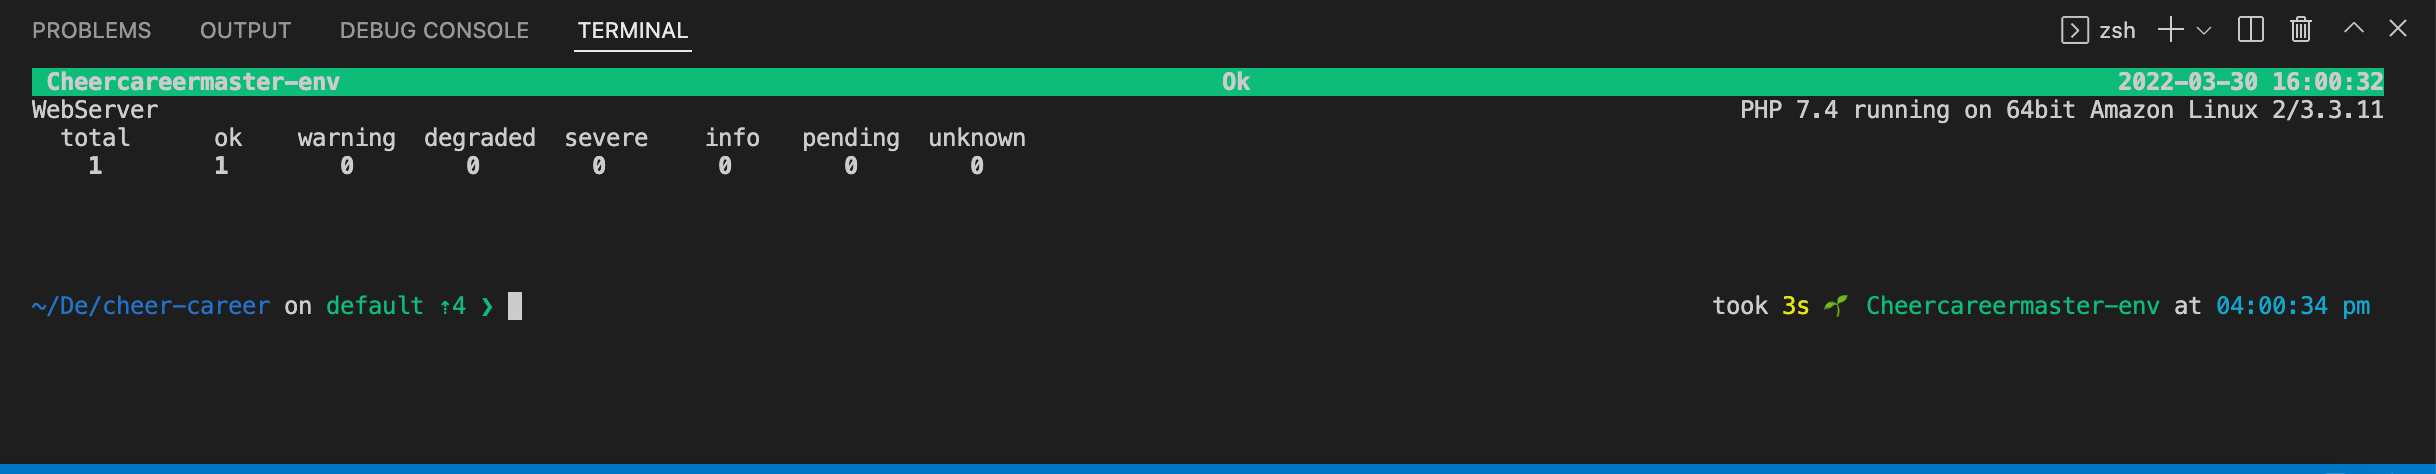 PROBLEMS OUTPUT DEBUG CONSOLE TERMINAL zsh
Cheercareermaster-env Ok 2022-03-30 16:00:32
WebServer PHP 7.4 running on 64bit Amazon Linux 2/3.3.11
total ok warning degraded severe info pending unknown
1 1 0 0 0 0 0 0
~/De/cheer-career on default ⇡4 ❯ took 3s 🌱 Cheercareermaster-env at 04:00:34 pm